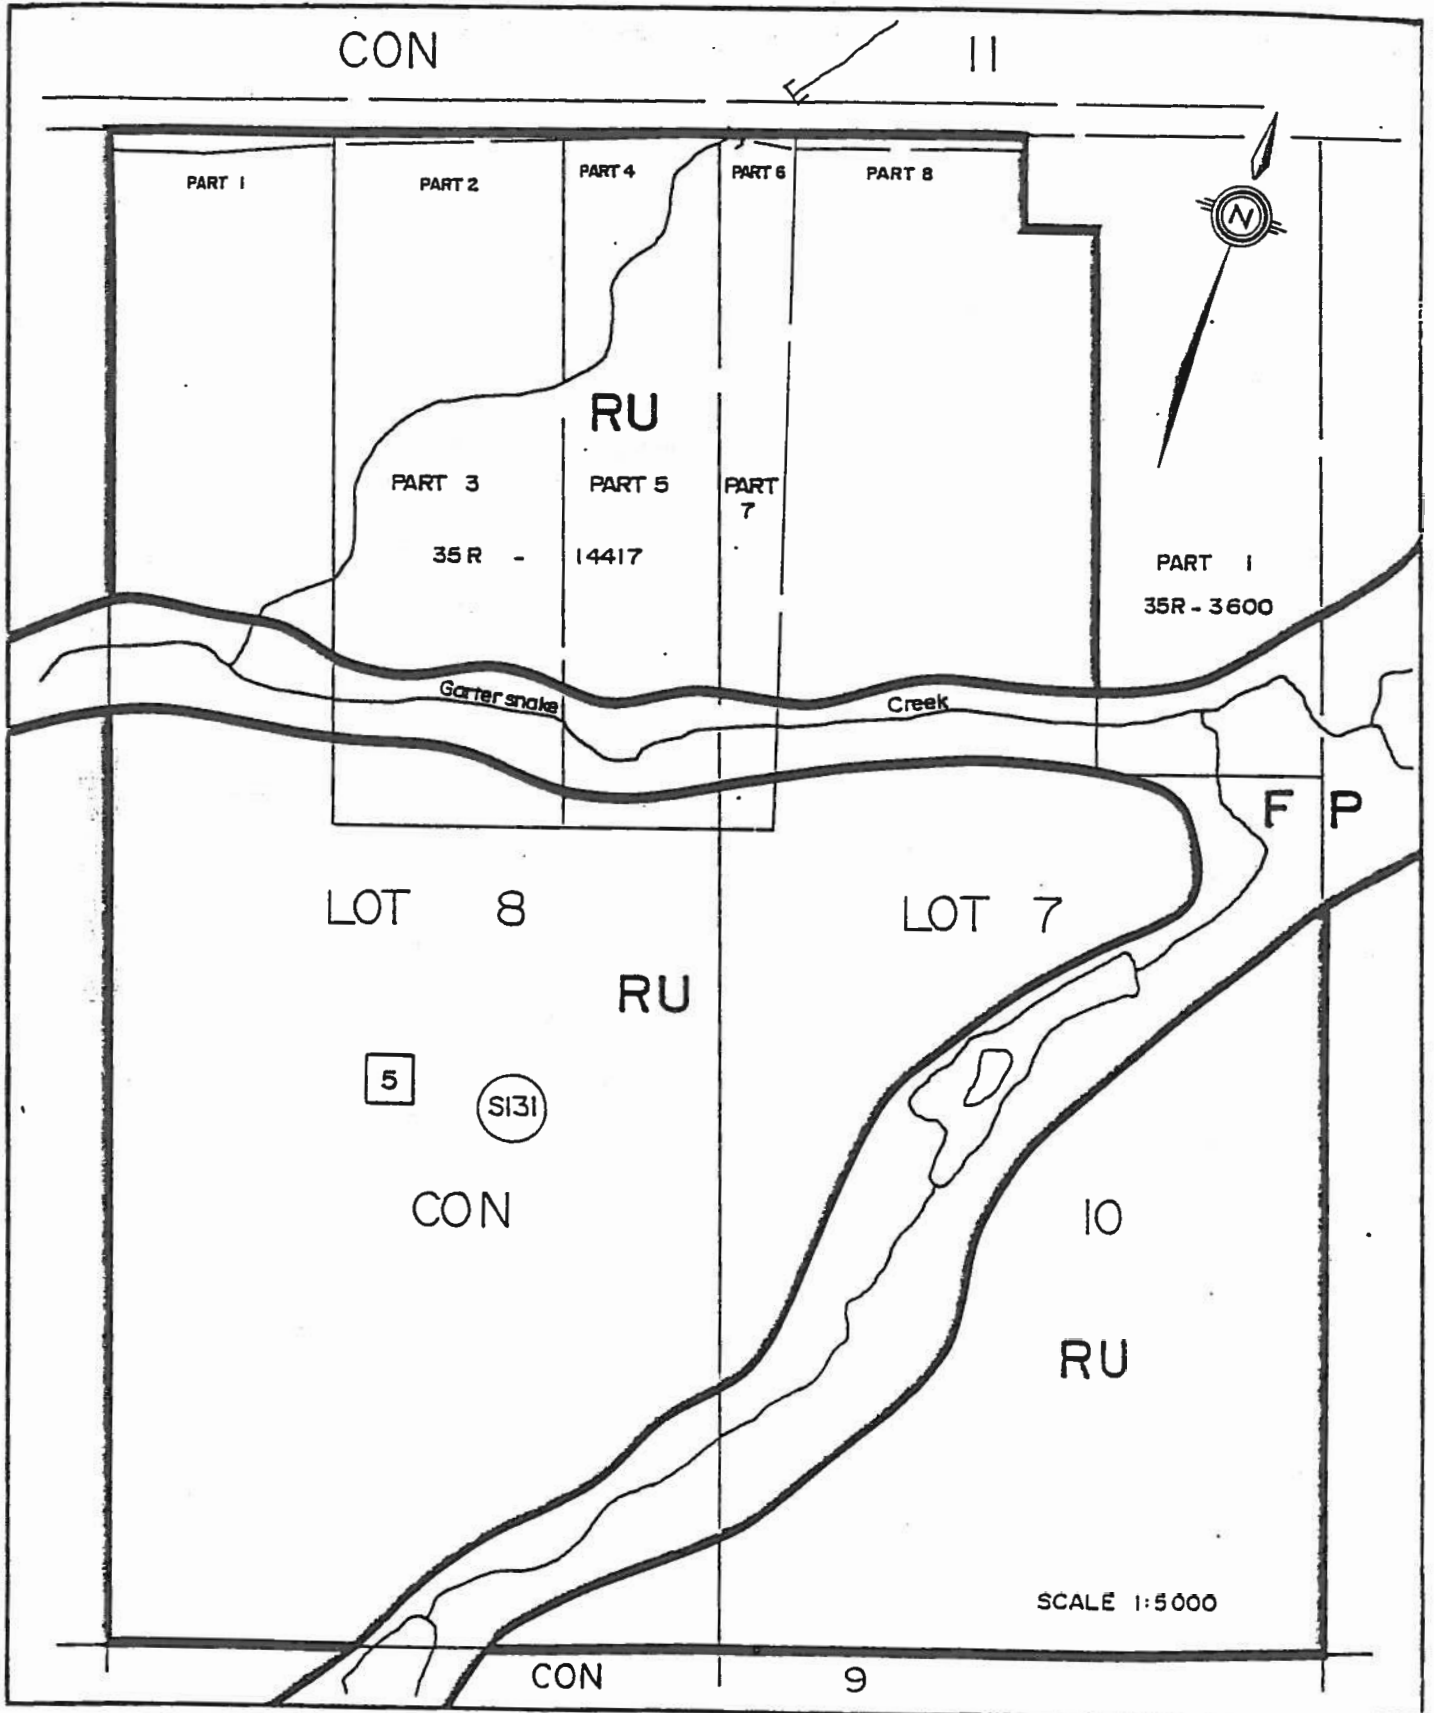 CON 11
PART 1 PART 2 PART 4 PART 6 PART 8
N
RU
PART 3 PART 5 PART
7
35R - 14417
PART 1
35R-3600
Garter snake Creek
F P
LOT 8 LOT 7
RU
5
S131
CON 10
RU
SCALE 1:5000
CON 9